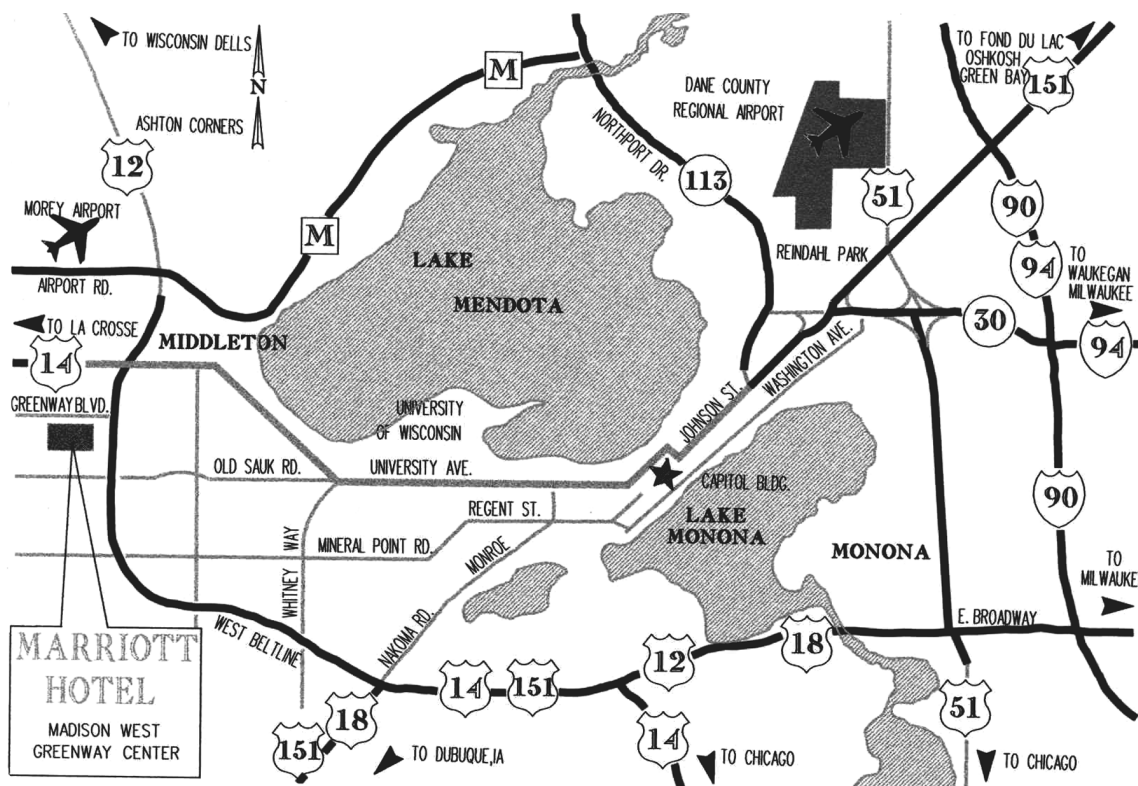 TO WISCONSIN DELLS
N
ASHTON CORNERS
12
M
DANE COUNTY
REGIONAL AIRPORT
TO FOND DU LAC
OSHKOSH
GREEN BAY
151
NORTHPORT DR.
113
51
90
MOREY AIRPORT
M
REINDAHL PARK
94
TO
WAUKEGAN
MILWAUKEE
AIRPORT RD.
LAKE
MENDOTA
TO LA CROSSE
14
MIDDLETON
30
94
GREENWAY BLVD.
UNIVERSITY
OF WISCONSIN
JOHNSON ST.
WASHINGTON AVE.
OLD SAUK RD.
UNIVERSITY AVE.
CAPITOL BLDG.
90
REGENT ST.
LAKE
MONONA
MINERAL POINT RD.
MONROE
MONONA
TO
MILWAUKE
WHITNEY WAY
WEST BELTLINE
NAKOMA RD.
E. BROADWAY
MARRIOTT
HOTEL
MADISON WEST
GREENWAY CENTER
12
18
14
151
18
151
14
51
TO DUBUQUE,IA
TO CHICAGO
TO CHICAGO